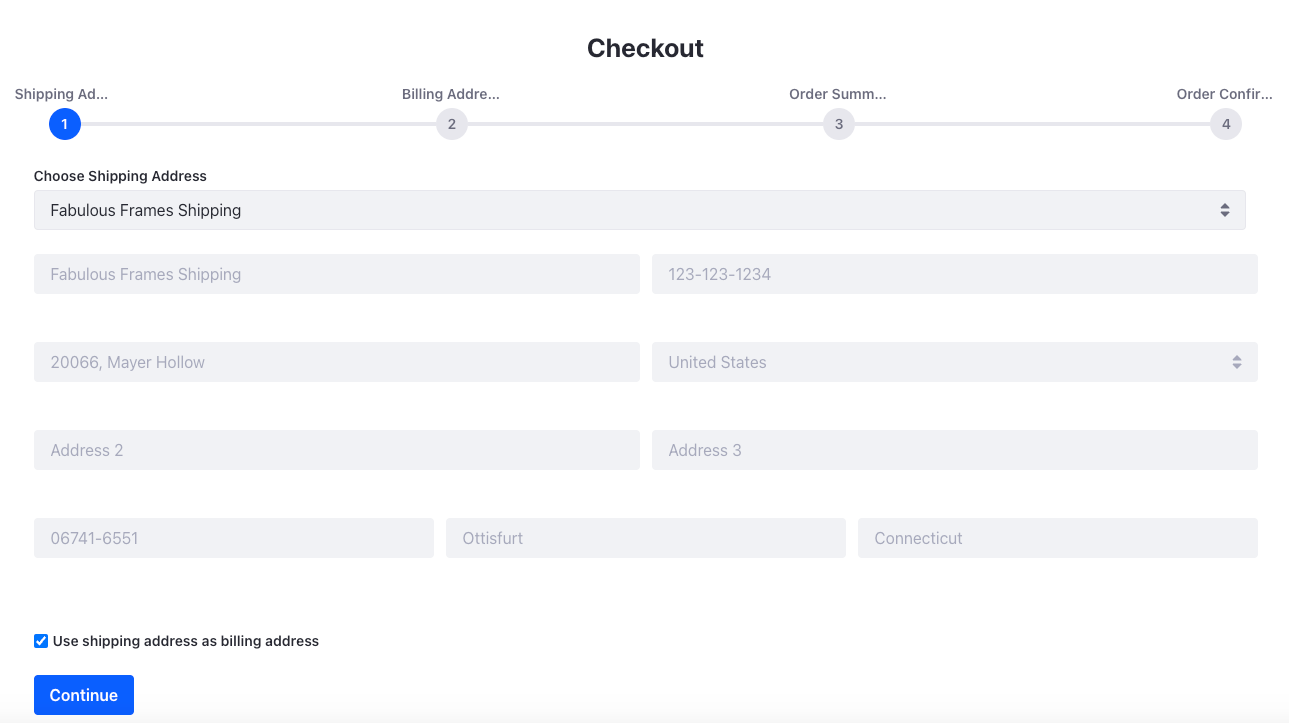 Checkout
Shipping Ad...
Billing Addre...
Order Summ...
Order Confir...
1
2
3
4
Choose Shipping Address
Fabulous Frames Shipping
Fabulous Frames Shipping
123-123-1234
20066, Mayer Hollow
United States
Address 2
Address 3
06741-6551
Ottisfurt
Connecticut
Use shipping address as billing address
Continue